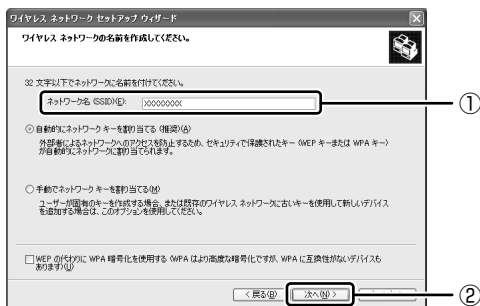 ワイヤレス ネットワーク セットアップ ウィザード
ワイヤレス ネットワークの名前を作成してください。
32 文字以下でネットワークに名前を付けてください。
ネットワーク名 (SSID)(E): XXXXXXXX
①
自動的にネットワーク キーを割り当てる (推奨)(A)
外部者によるネットワークへのアクセスを防止するため、セキュリティで保護されたキー (WEP キーまたは WPA キー)
が自動的にネットワークに割り当てられます。
手動でネットワーク キーを割り当てる(M)
ユーザーが固有のキーを作成する場合、または既存のワイヤレス ネットワークに古いキーを使用して新しいデバイス
を追加する場合は、このオプションを使用してください。
WEP の代わりに WPA 暗号化を使用する (WPA はより高度な暗号化ですが、WPA に互換性がないデバイスも
あります)(U)
< 戻る(B)
次へ(N) >
②